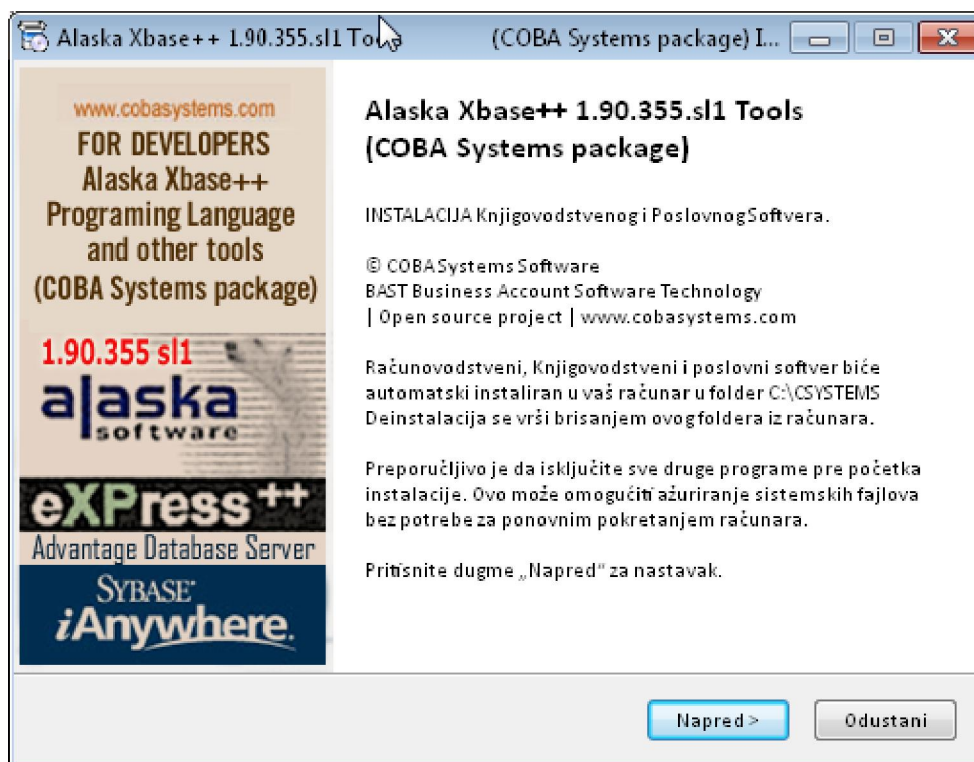 Alaska Xbase++ 1.90.355.sl1 Tools (COBA Systems package) I...
www.cobasystems.com
FOR DEVELOPERS
Alaska Xbase++
Programing Language
and other tools
(COBA Systems package)
1.90.355 sl1
alaska
software
eXPress++
Advantage Database Server
SYBASE
iAnywhere.
Alaska Xbase++ 1.90.355.sl1 Tools
(COBA Systems package)
INSTALACIJA Knjigovodstvenog i Poslovnog Softvera.
© COBA Systems Software
BAST Business Account Software Technology
| Open source project | www.cobasystems.com
Računovodstveni, Knjigovodstveni i poslovni softver biće
automatski instaliran u vaš računar u folder C:\CSYSTEMS
Deinstalacija se vrši brisanjem ovog foldera iz računara.
Preporučljivo je da isključite sve druge programe pre početka
instalacije. Ovo može omogućiti ažuriranje sistemskih fajlova
bez potrebe za ponovnim pokretanjem računara.
Pritisnite dugme „Napred“ za nastavak.
Napred >
Odustani